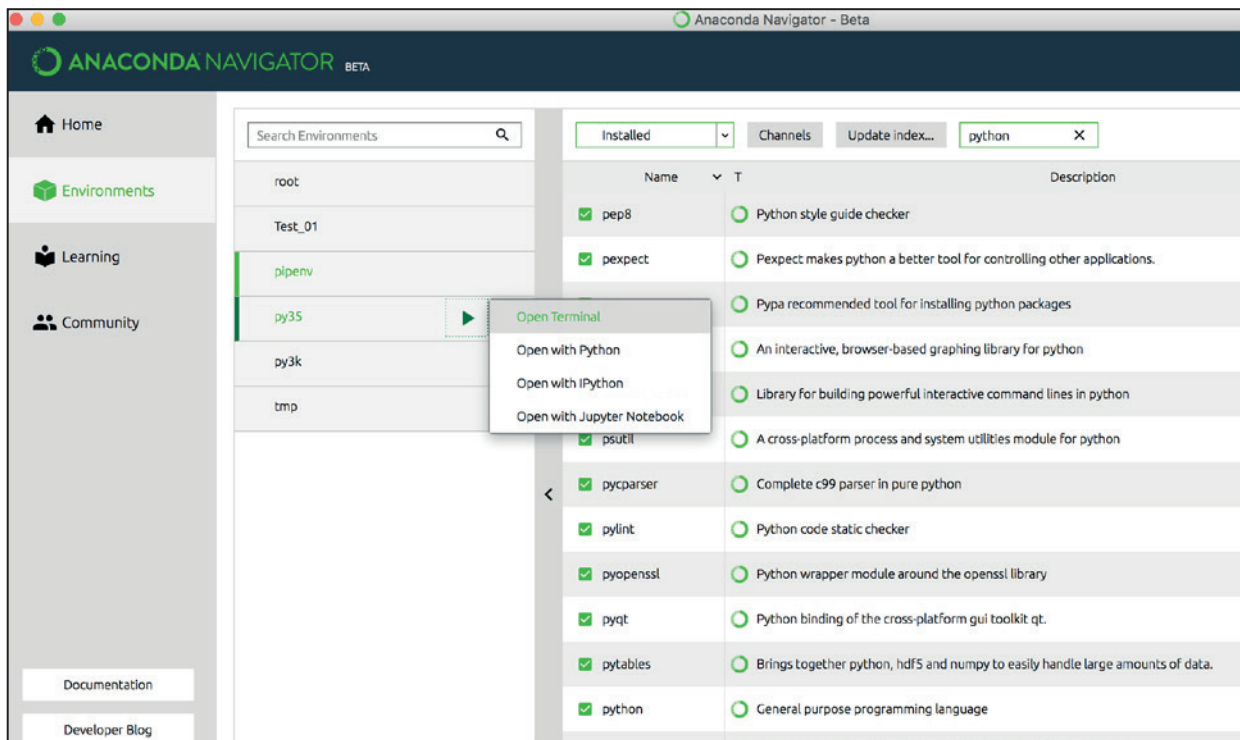 Anaconda Navigator - Beta
ANACONDA NAVIGATOR BETA
Home
Environments
Learning
Community
Documentation
Developer Blog
Search Environments
root
Test_01
pipenv
py35
py3k
tmp
Open Terminal
Open with Python
Open with IPython
Open with Jupyter Notebook
Installed
Channels
Update index...
python
Name T Description
pep8 Python style guide checker
pexpect Pexpect makes python a better tool for controlling other applications.
Pypa recommended tool for installing python packages
An interactive, browser-based graphing library for python
Library for building powerful interactive command lines in python
psutil A cross-platform process and system utilities module for python
pycparser Complete c99 parser in pure python
pylint Python code static checker
pyopenssl Python wrapper module around the openssl library
pyqt Python binding of the cross-platform gui toolkit qt.
pytables Brings together python, hdf5 and numpy to easily handle large amounts of data.
python General purpose programming language